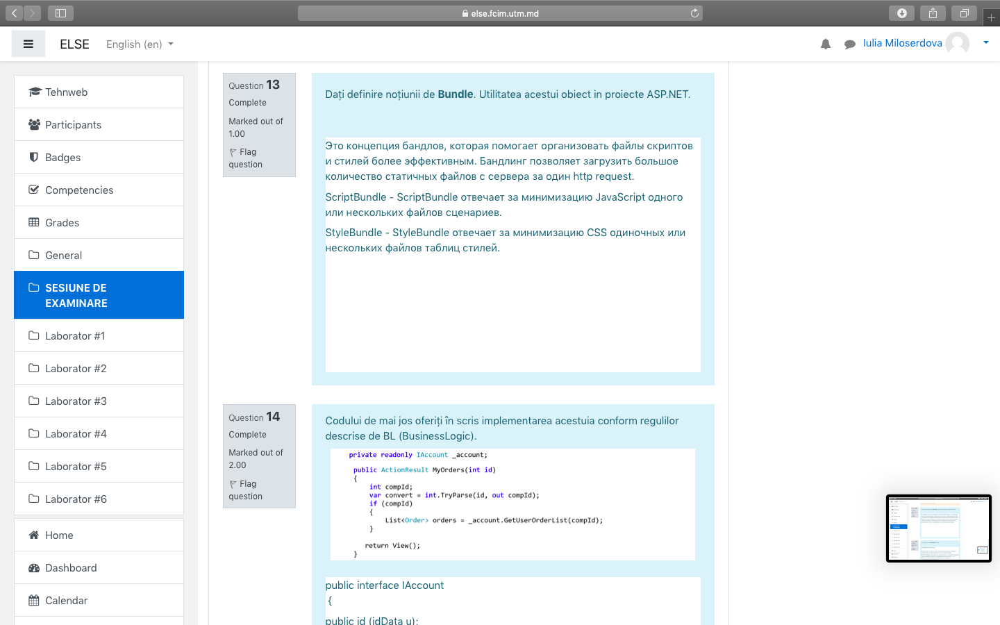 else.fcim.utm.md
ELSE
English (en)
Iulia Miloserdova
Tehnweb
Participants
Badges
Competencies
Grades
General
SESIUNE DE
EXAMINARE
Laborator #1
Laborator #2
Laborator #3
Laborator #4
Laborator #5
Laborator #6
Home
Dashboard
Calendar
Question 13
Complete
Marked out of
1.00
Flag
question
Dați definire noțiunii de Bundle. Utilitatea acestui obiect in proiecte ASP.NET.
Это концепция бандлов, которая помогает организовать файлы скриптов
и стилей более эффективным. Бандлинг позволяет загрузить большое
количество статичных файлов с сервера за один http request.
ScriptBundle - ScriptBundle отвечает за минимизацию JavaScript одного
или нескольких файлов сценариев.
StyleBundle - StyleBundle отвечает за минимизацию CSS одиночных или
нескольких файлов таблиц стилей.
Question 14
Complete
Marked out of
2.00
Flag
question
Codului de mai jos oferiți în scris implementarea acestuia conform regulilor
descrise de BL (BusinessLogic).
private readonly IAccount _account;
public ActionResult MyOrders(int id)
{
int compId;
var convert = int.TryParse(id, out compId);
if (compId)
{
List<Order> orders = _account.GetUserOrderList(compId);
}
return View();
}
public interface IAccount
{
public id (idData u);